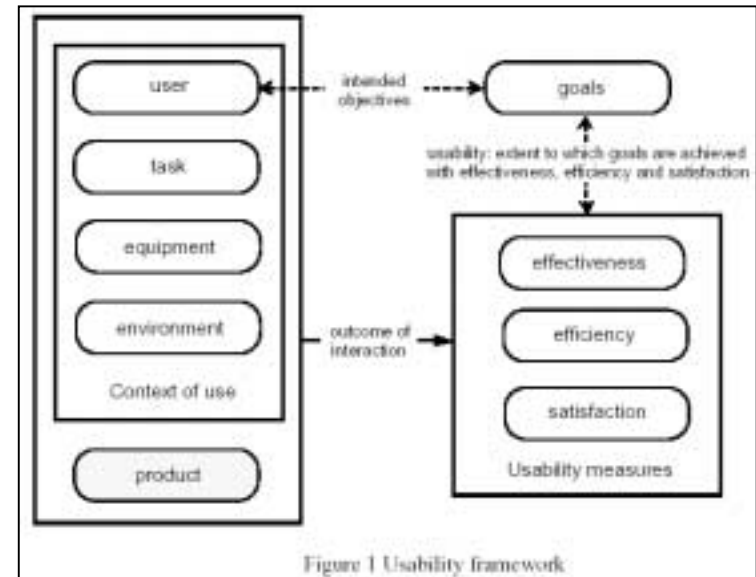 user
intended
objectives
goals
task
usability: extent to which goals are achieved
with effectiveness, efficiency and satisfaction
equipment
effectiveness
environment
outcome of
interaction
efficiency
Context of use
satisfaction
product
Usability measures
Figure 1 Usability framework